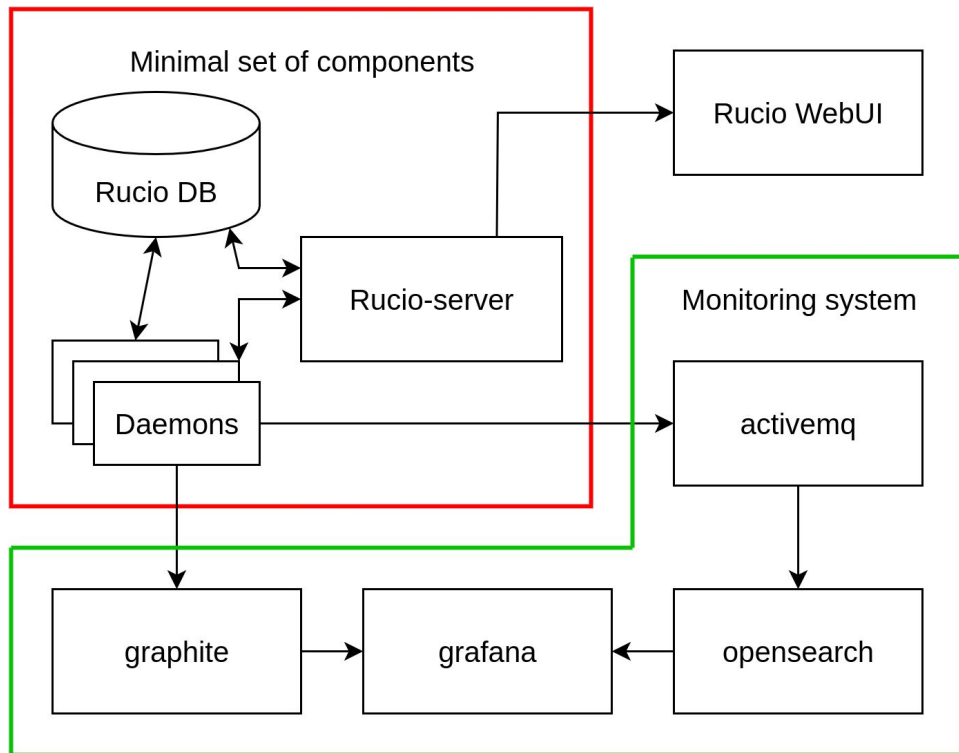 Minimal set of components
Rucio WebUI
Rucio DB
Rucio-server
Monitoring system
Daemons
activemq
graphite
grafana
opensearch